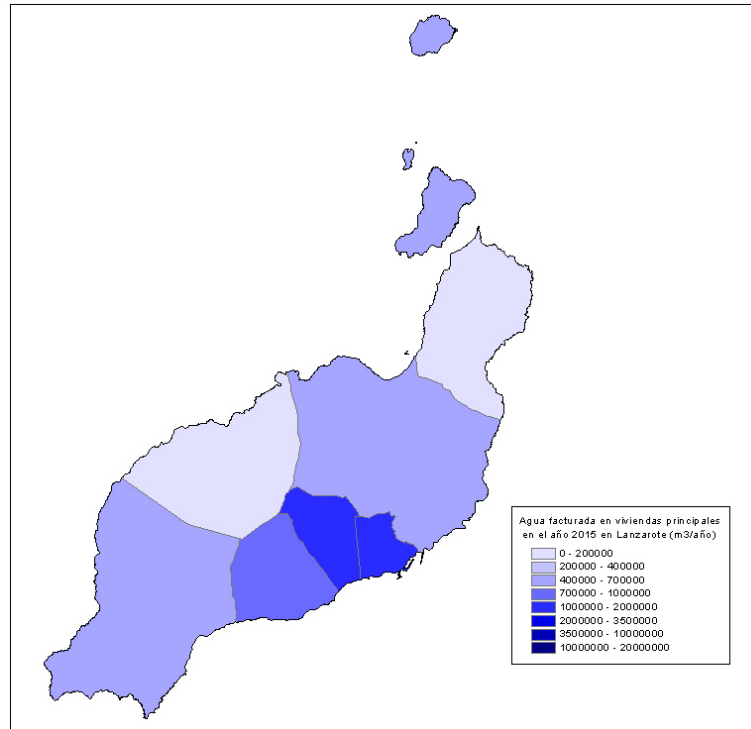 Agua facturada en viviendas principales
en el año 2015 en Lanzarote (m3/año)
0 - 200000
200000 - 400000
400000 - 700000
700000 - 1000000
1000000 - 2000000
2000000 - 3500000
3500000 - 10000000
10000000 - 20000000